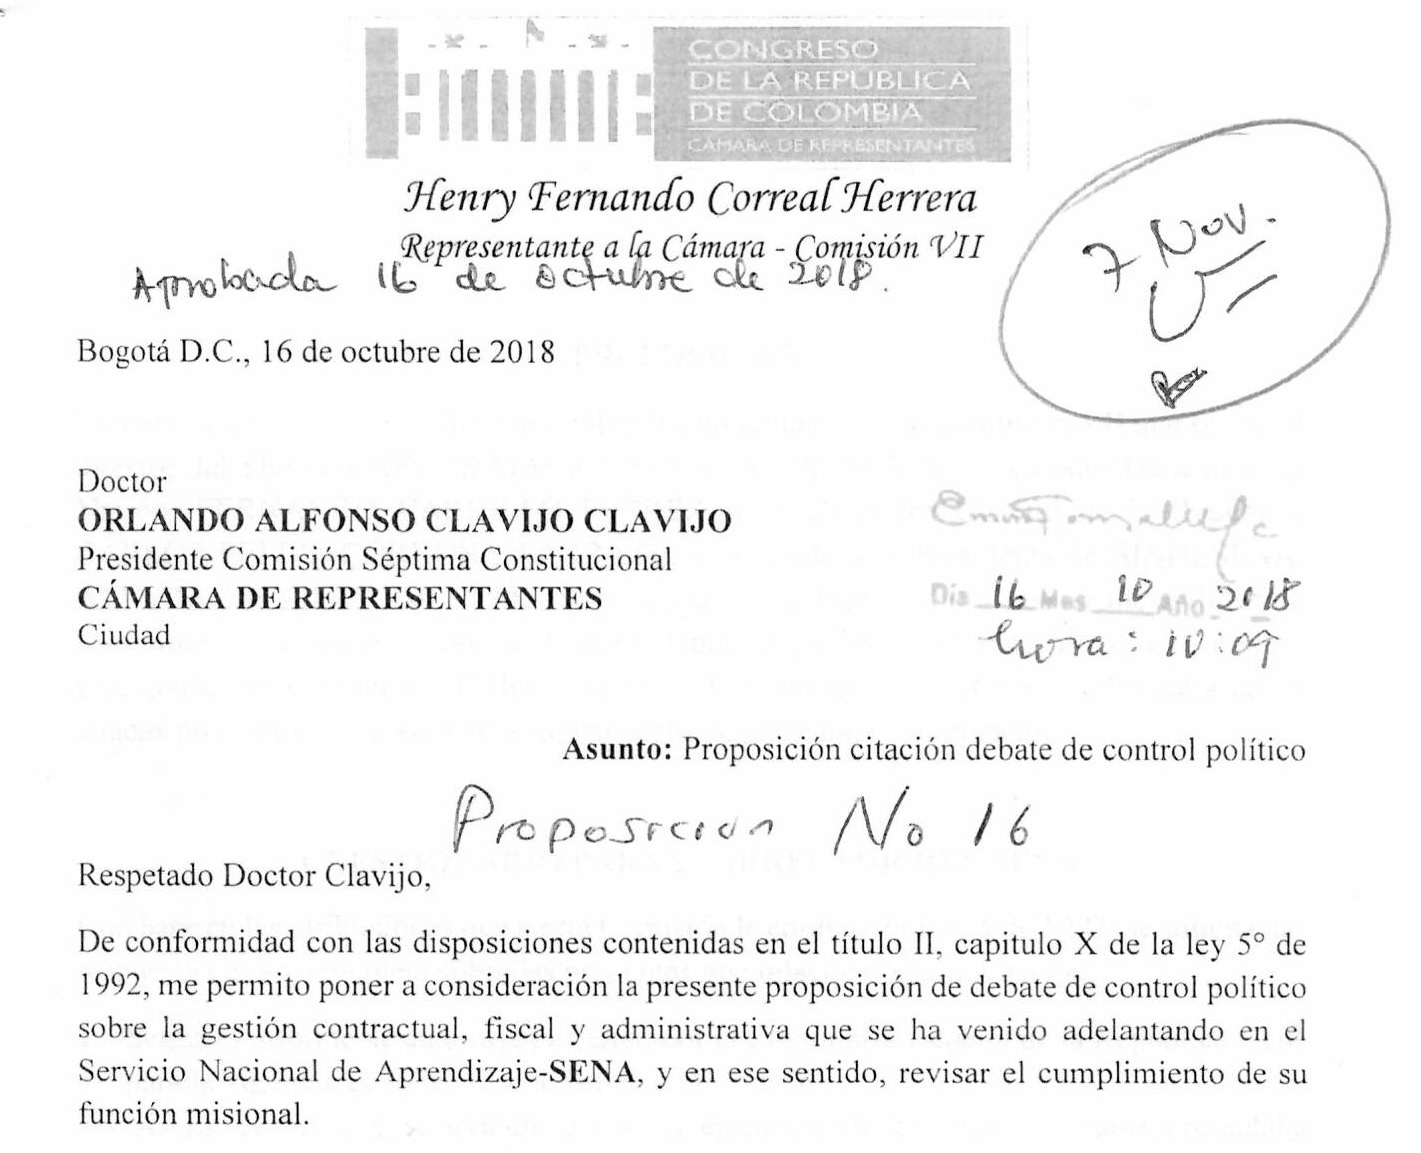 CONGRESO
DE LA REPÚBLICA
DE COLOMBIA
CÁMARA DE REPRESENTANTES
Henry Fernando Correal Herrera
Representante a la Cámara - Comisión VII
Aprobada 16 de octubre de 2018.
7 Nov.
Bogotá D.C., 16 de octubre de 2018
Doctor
ORLANDO ALFONSO CLAVIJO CLAVIJO
Presidente Comisión Séptima Constitucional
CÁMARA DE REPRESENTANTES
Ciudad
Día 16 Mes 10 Año 2018
hora: 10:09
Asunto: Proposición citación debate de control político
Proposicion No 16
Respetado Doctor Clavijo,
De conformidad con las disposiciones contenidas en el título II, capitulo X de la ley 5° de
1992, me permito poner a consideración la presente proposición de debate de control político
sobre la gestión contractual, fiscal y administrativa que se ha venido adelantando en el
Servicio Nacional de Aprendizaje-SENA, y en ese sentido, revisar el cumplimiento de su
función misional.